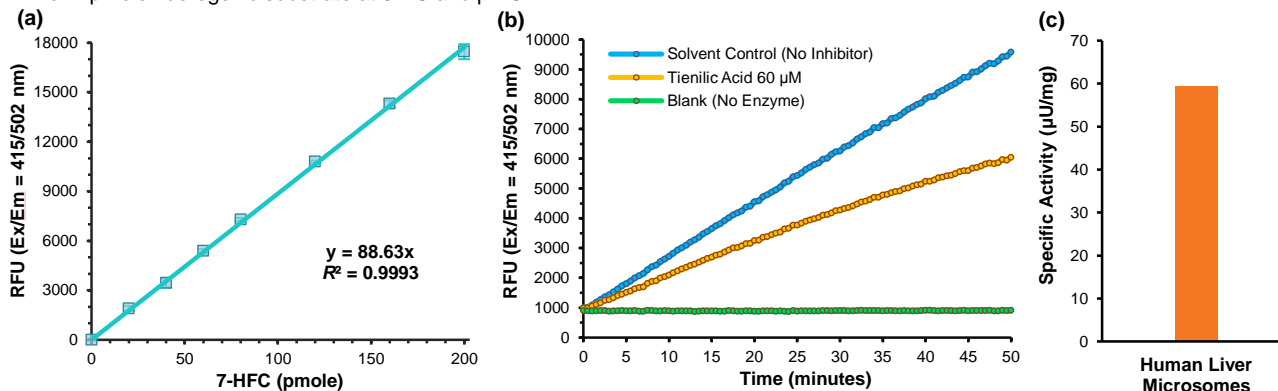 (a)
18000
15000
12000
9000
6000
3000
0
RFU (Ex/Em = 415/502 nm)
y = 88.63x
R² = 0.9993
0 50 100 150 200
7-HFC (pmole)
(b)
10000
9000
8000
7000
6000
5000
4000
3000
2000
1000
0
RFU (Ex/Em = 415/502 nm)
Solvent Control (No Inhibitor)
Tienilic Acid 60 µM
Blank (No Enzyme)
0 5 10 15 20 25 30 35 40 45 50
Time (minutes)
(c)
70
60
50
40
30
20
10
0
Specific Activity (µU/mg)
Human Liver
Microsomes